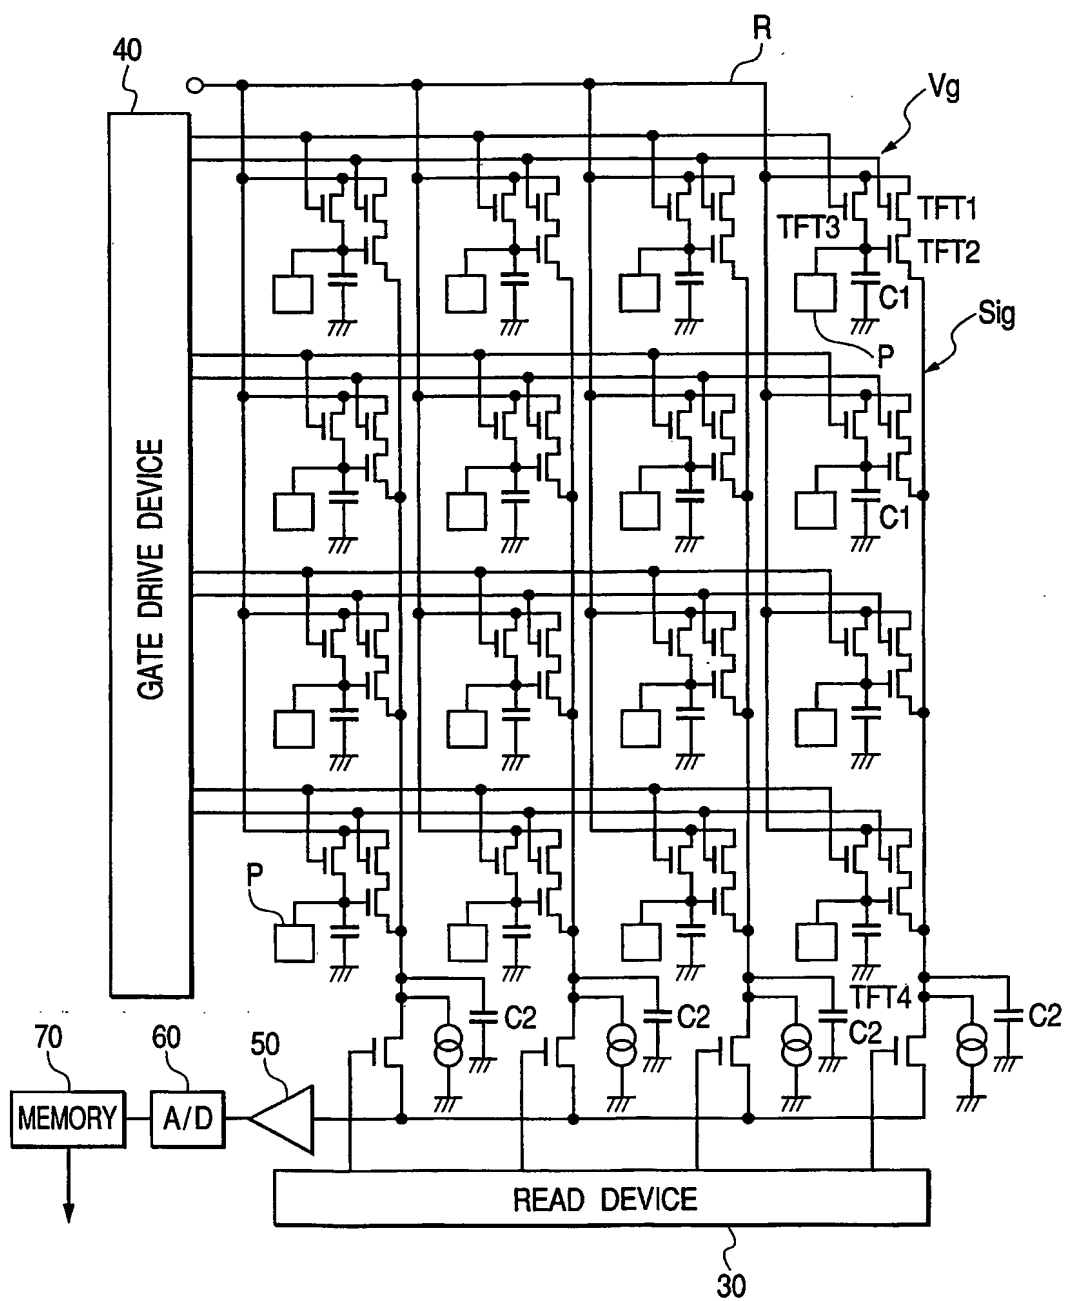 R
40
Vg
TFT1
TFT3
TFT2
C1
Sig
P
C1
GATE DRIVE DEVICE
P
TFT4
C2
C2
C2
C2
70
60
50
MEMORY
A/D
READ DEVICE
30